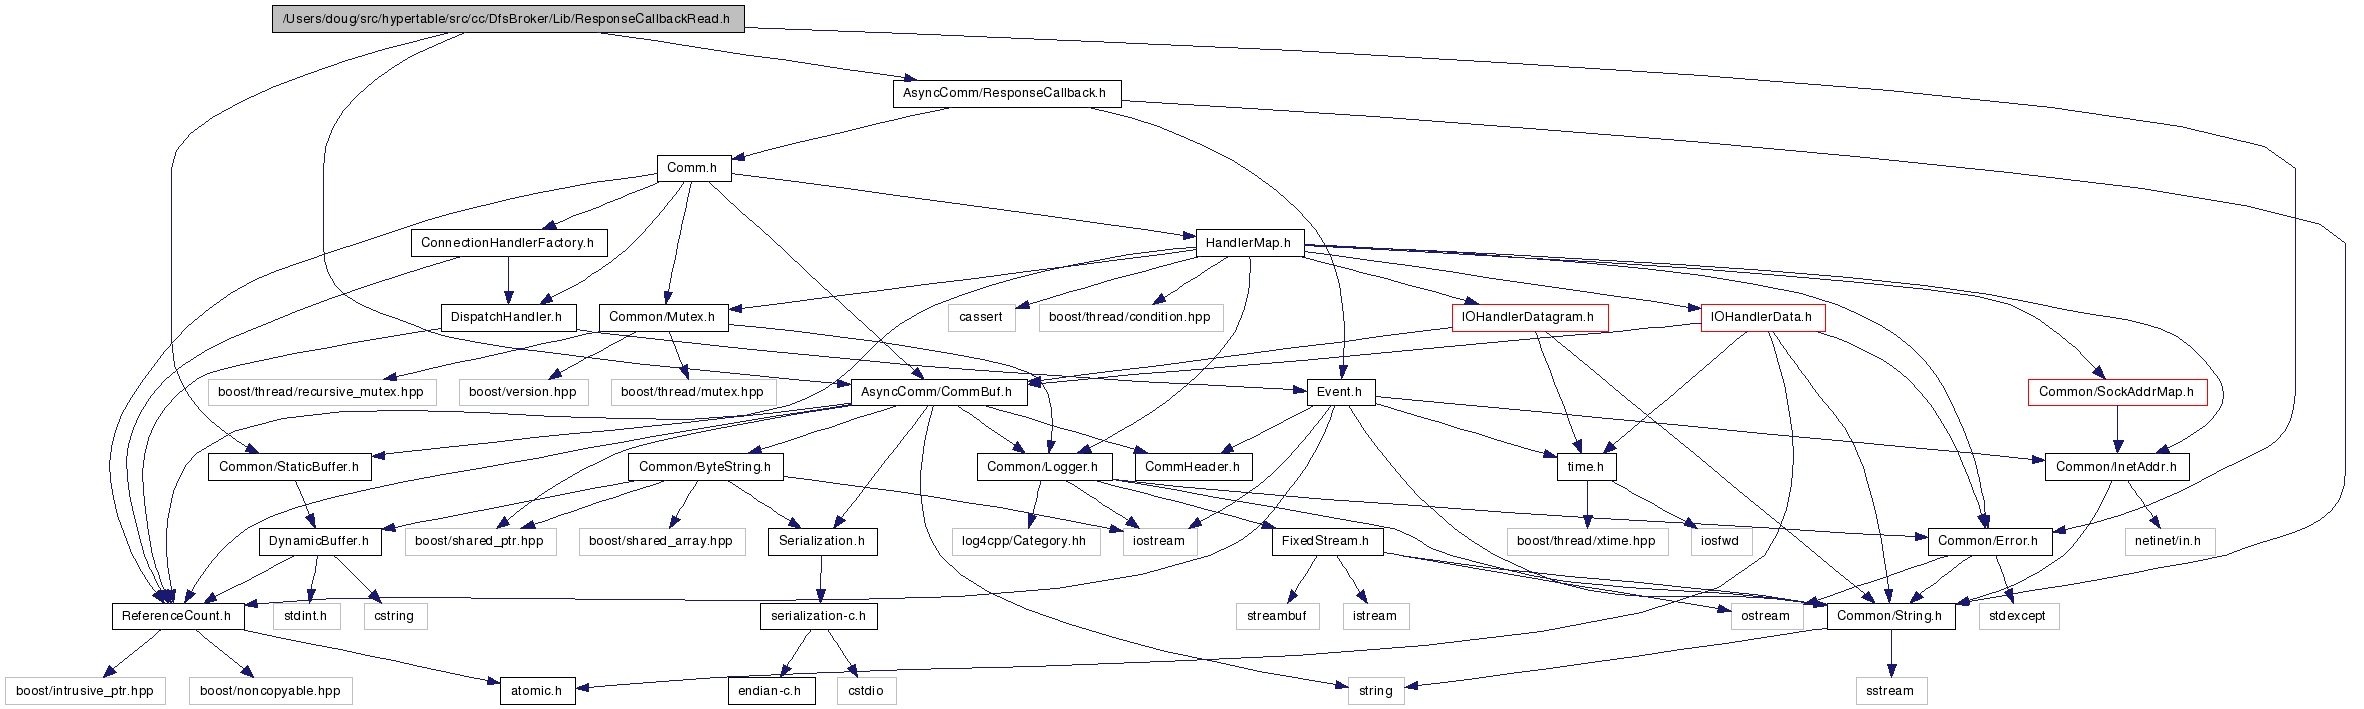 /Users/doug/src/hypertable/src/cc/DfsBroker/Lib/ResponseCallbackRead.h
AsyncComm/ResponseCallback.h
Comm.h
ConnectionHandlerFactory.h
HandlerMap.h
DispatchHandler.h
Common/Mutex.h
cassert
boost/thread/condition.hpp
IOHandlerDatagram.h
IOHandlerData.h
boost/thread/recursive_mutex.hpp
boost/version.hpp
boost/thread/mutex.hpp
AsyncComm/CommBuf.h
Event.h
Common/SockAddrMap.h
Common/StaticBuffer.h
Common/ByteString.h
Common/Logger.h
CommHeader.h
time.h
Common/InetAddr.h
DynamicBuffer.h
boost/shared_ptr.hpp
boost/shared_array.hpp
Serialization.h
log4cpp/Category.hh
iostream
FixedStream.h
boost/thread/xtime.hpp
iosfwd
Common/Error.h
netinet/in.h
ReferenceCount.h
stdint.h
cstring
serialization-c.h
streambuf
istream
ostream
Common/String.h
stdexcept
boost/intrusive_ptr.hpp
boost/noncopyable.hpp
atomic.h
endian-c.h
cstdio
string
sstream